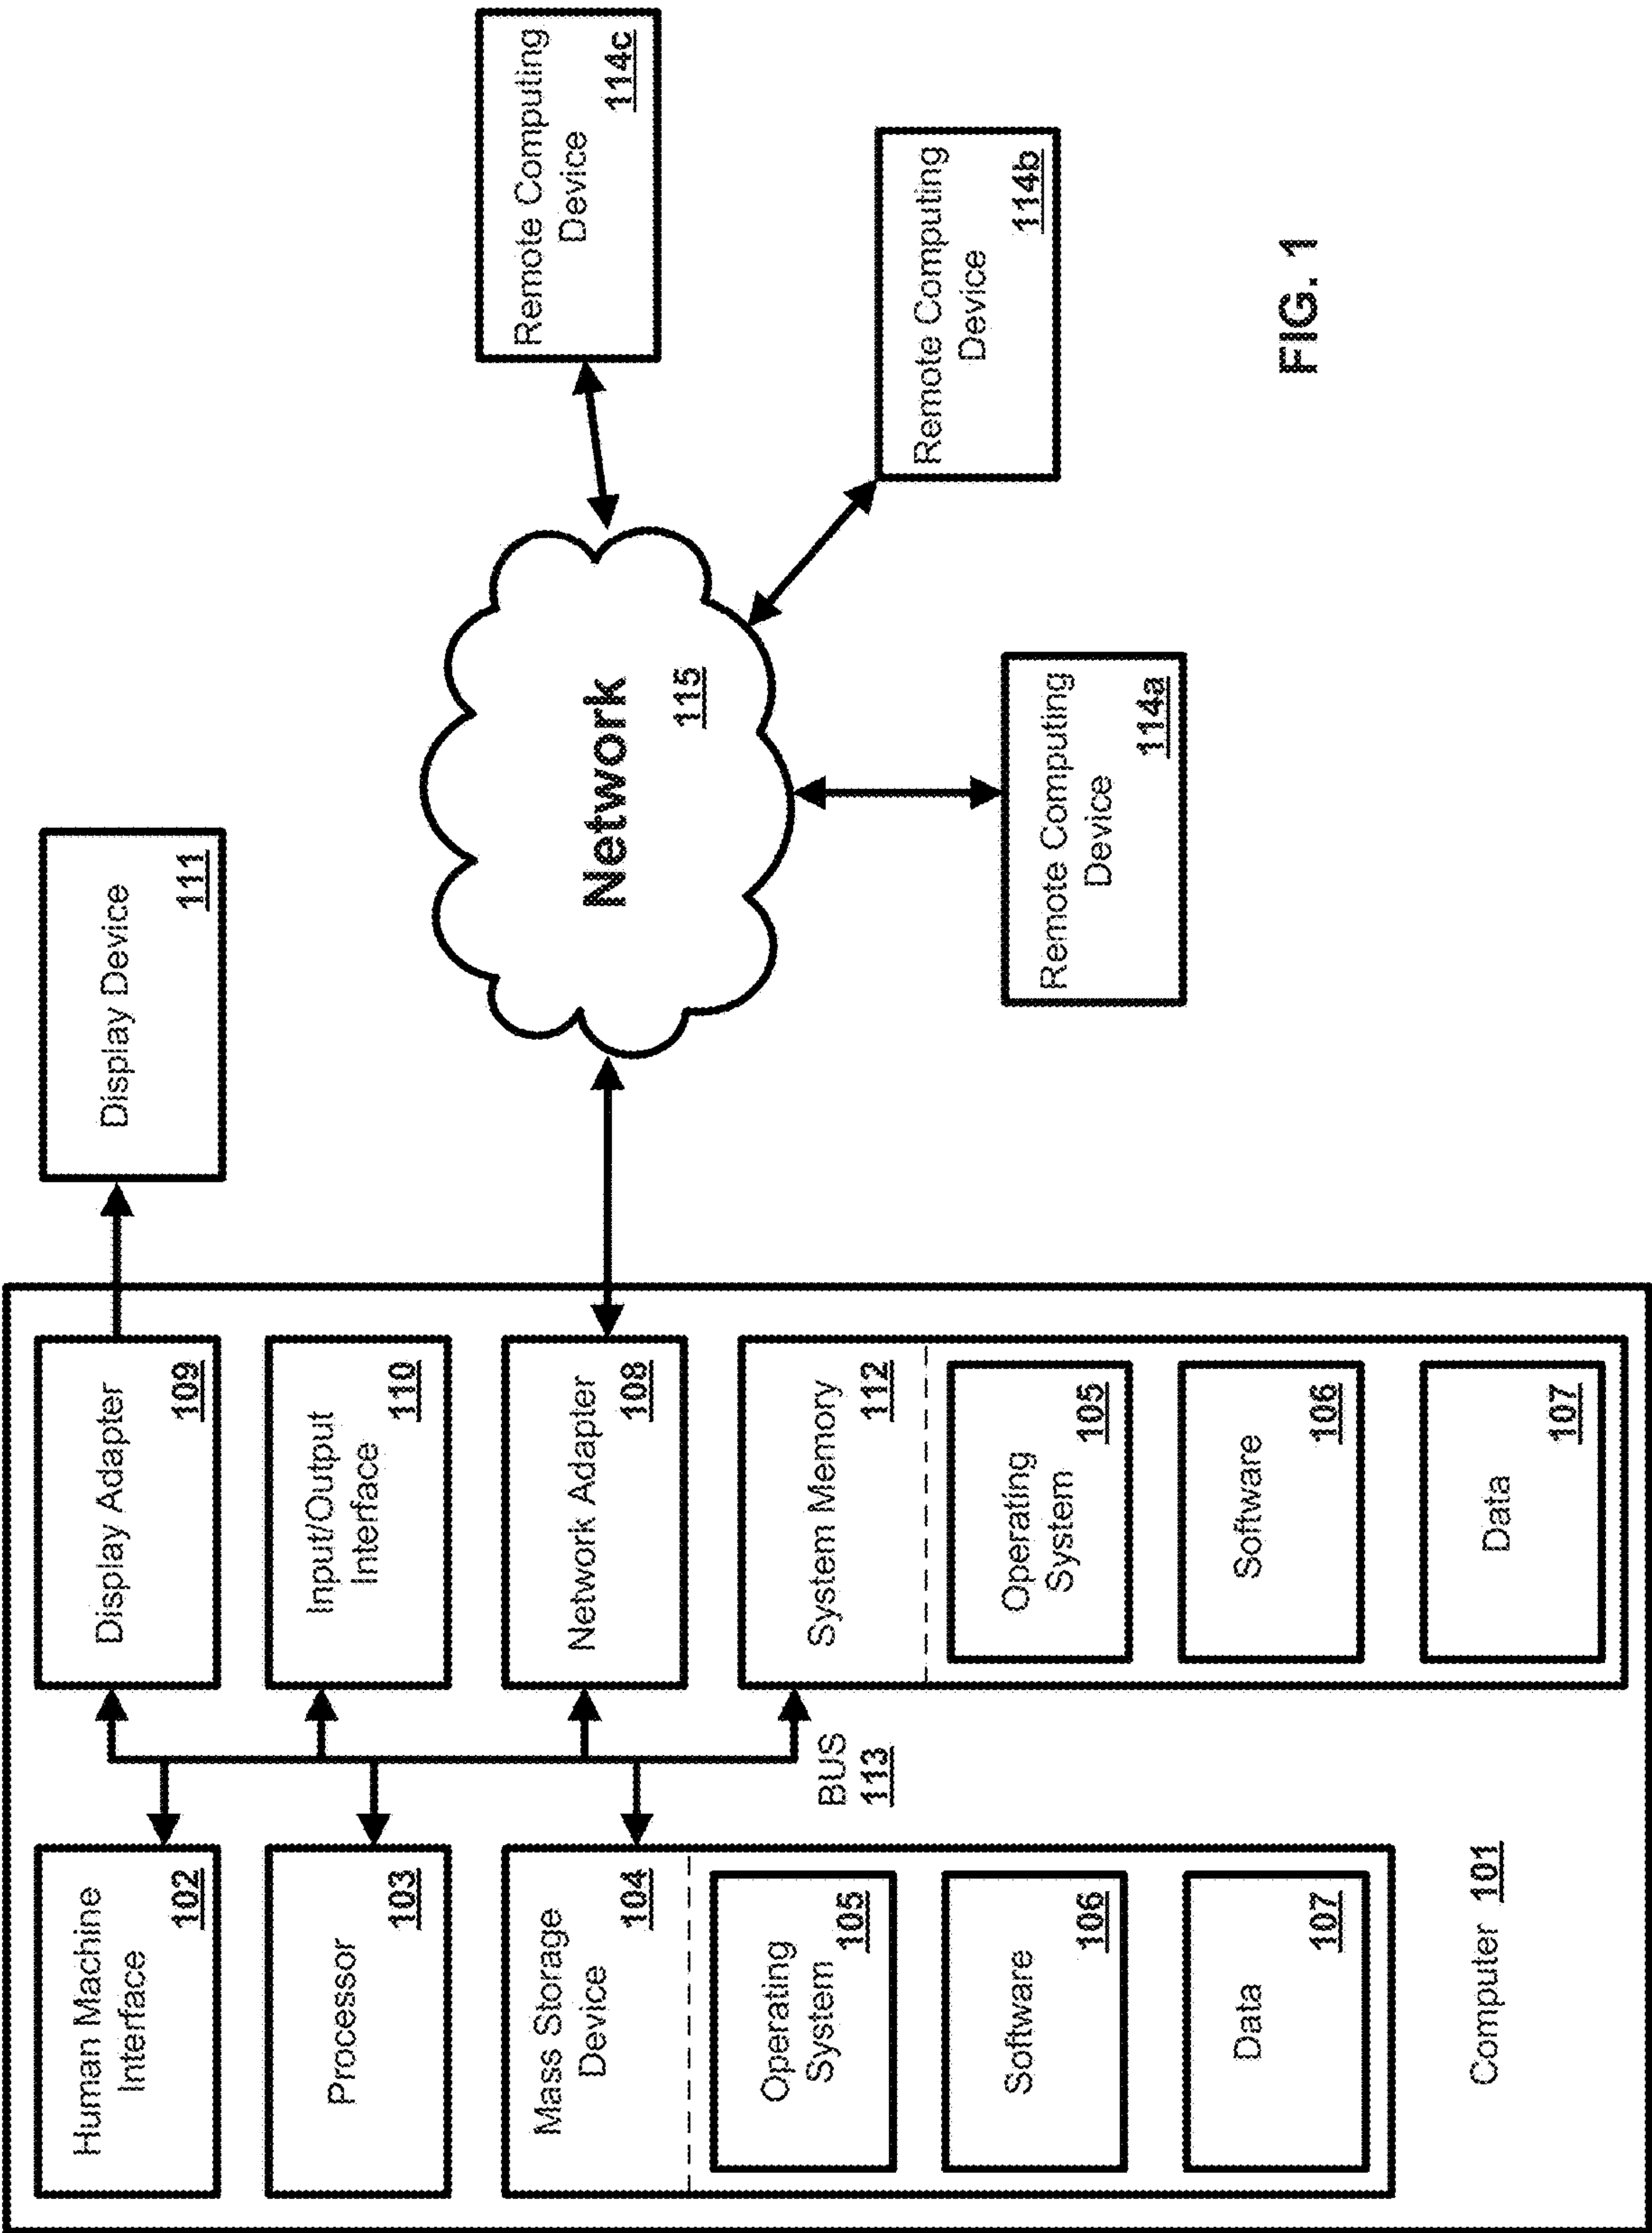 Human Machine
Interface
102
Processor
103
Mass Storage
Device
104
Operating
System
105
Software
106
Data
107
Computer 101
BUS
113
Display Adapter
109
Input/Output
Interface
110
Network Adapter
108
System Memory
112
Operating
System
105
Software
106
Data
107
Display Device
111
Network
115
Remote Computing
Device
114a
Remote Computing
Device
114b
Remote Computing
Device
114c
FIG. 1